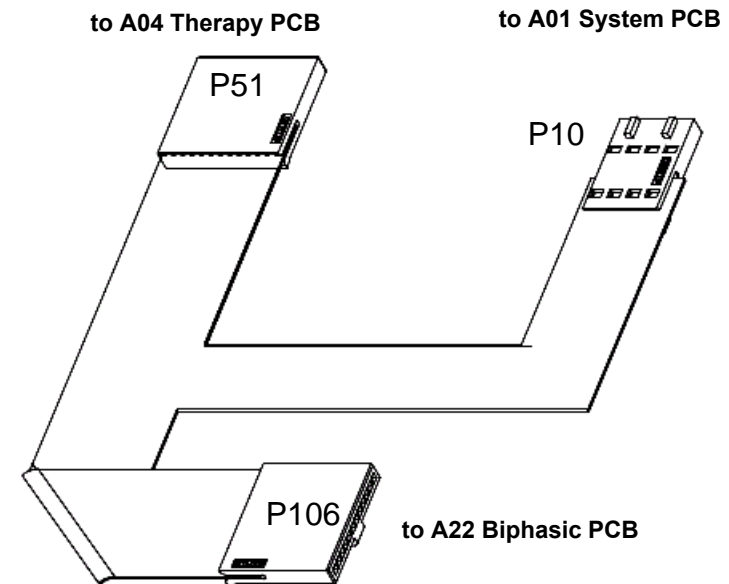 to A04 Therapy PCB
to A01 System PCB
P51
P10
P106
to A22 Biphasic PCB